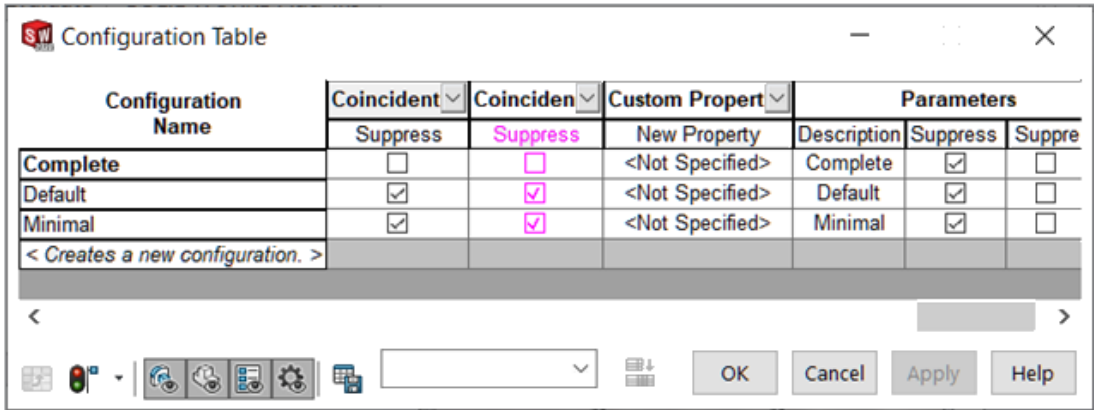 SW Configuration Table
Configuration Name Coincident Coinciden Custom Propert Parameters
Suppress Suppress New Property Description Suppress Suppre
Complete <Not Specified> Complete
Default <Not Specified> Default
Minimal <Not Specified> Minimal
< Creates a new configuration. >
OK Cancel Apply Help